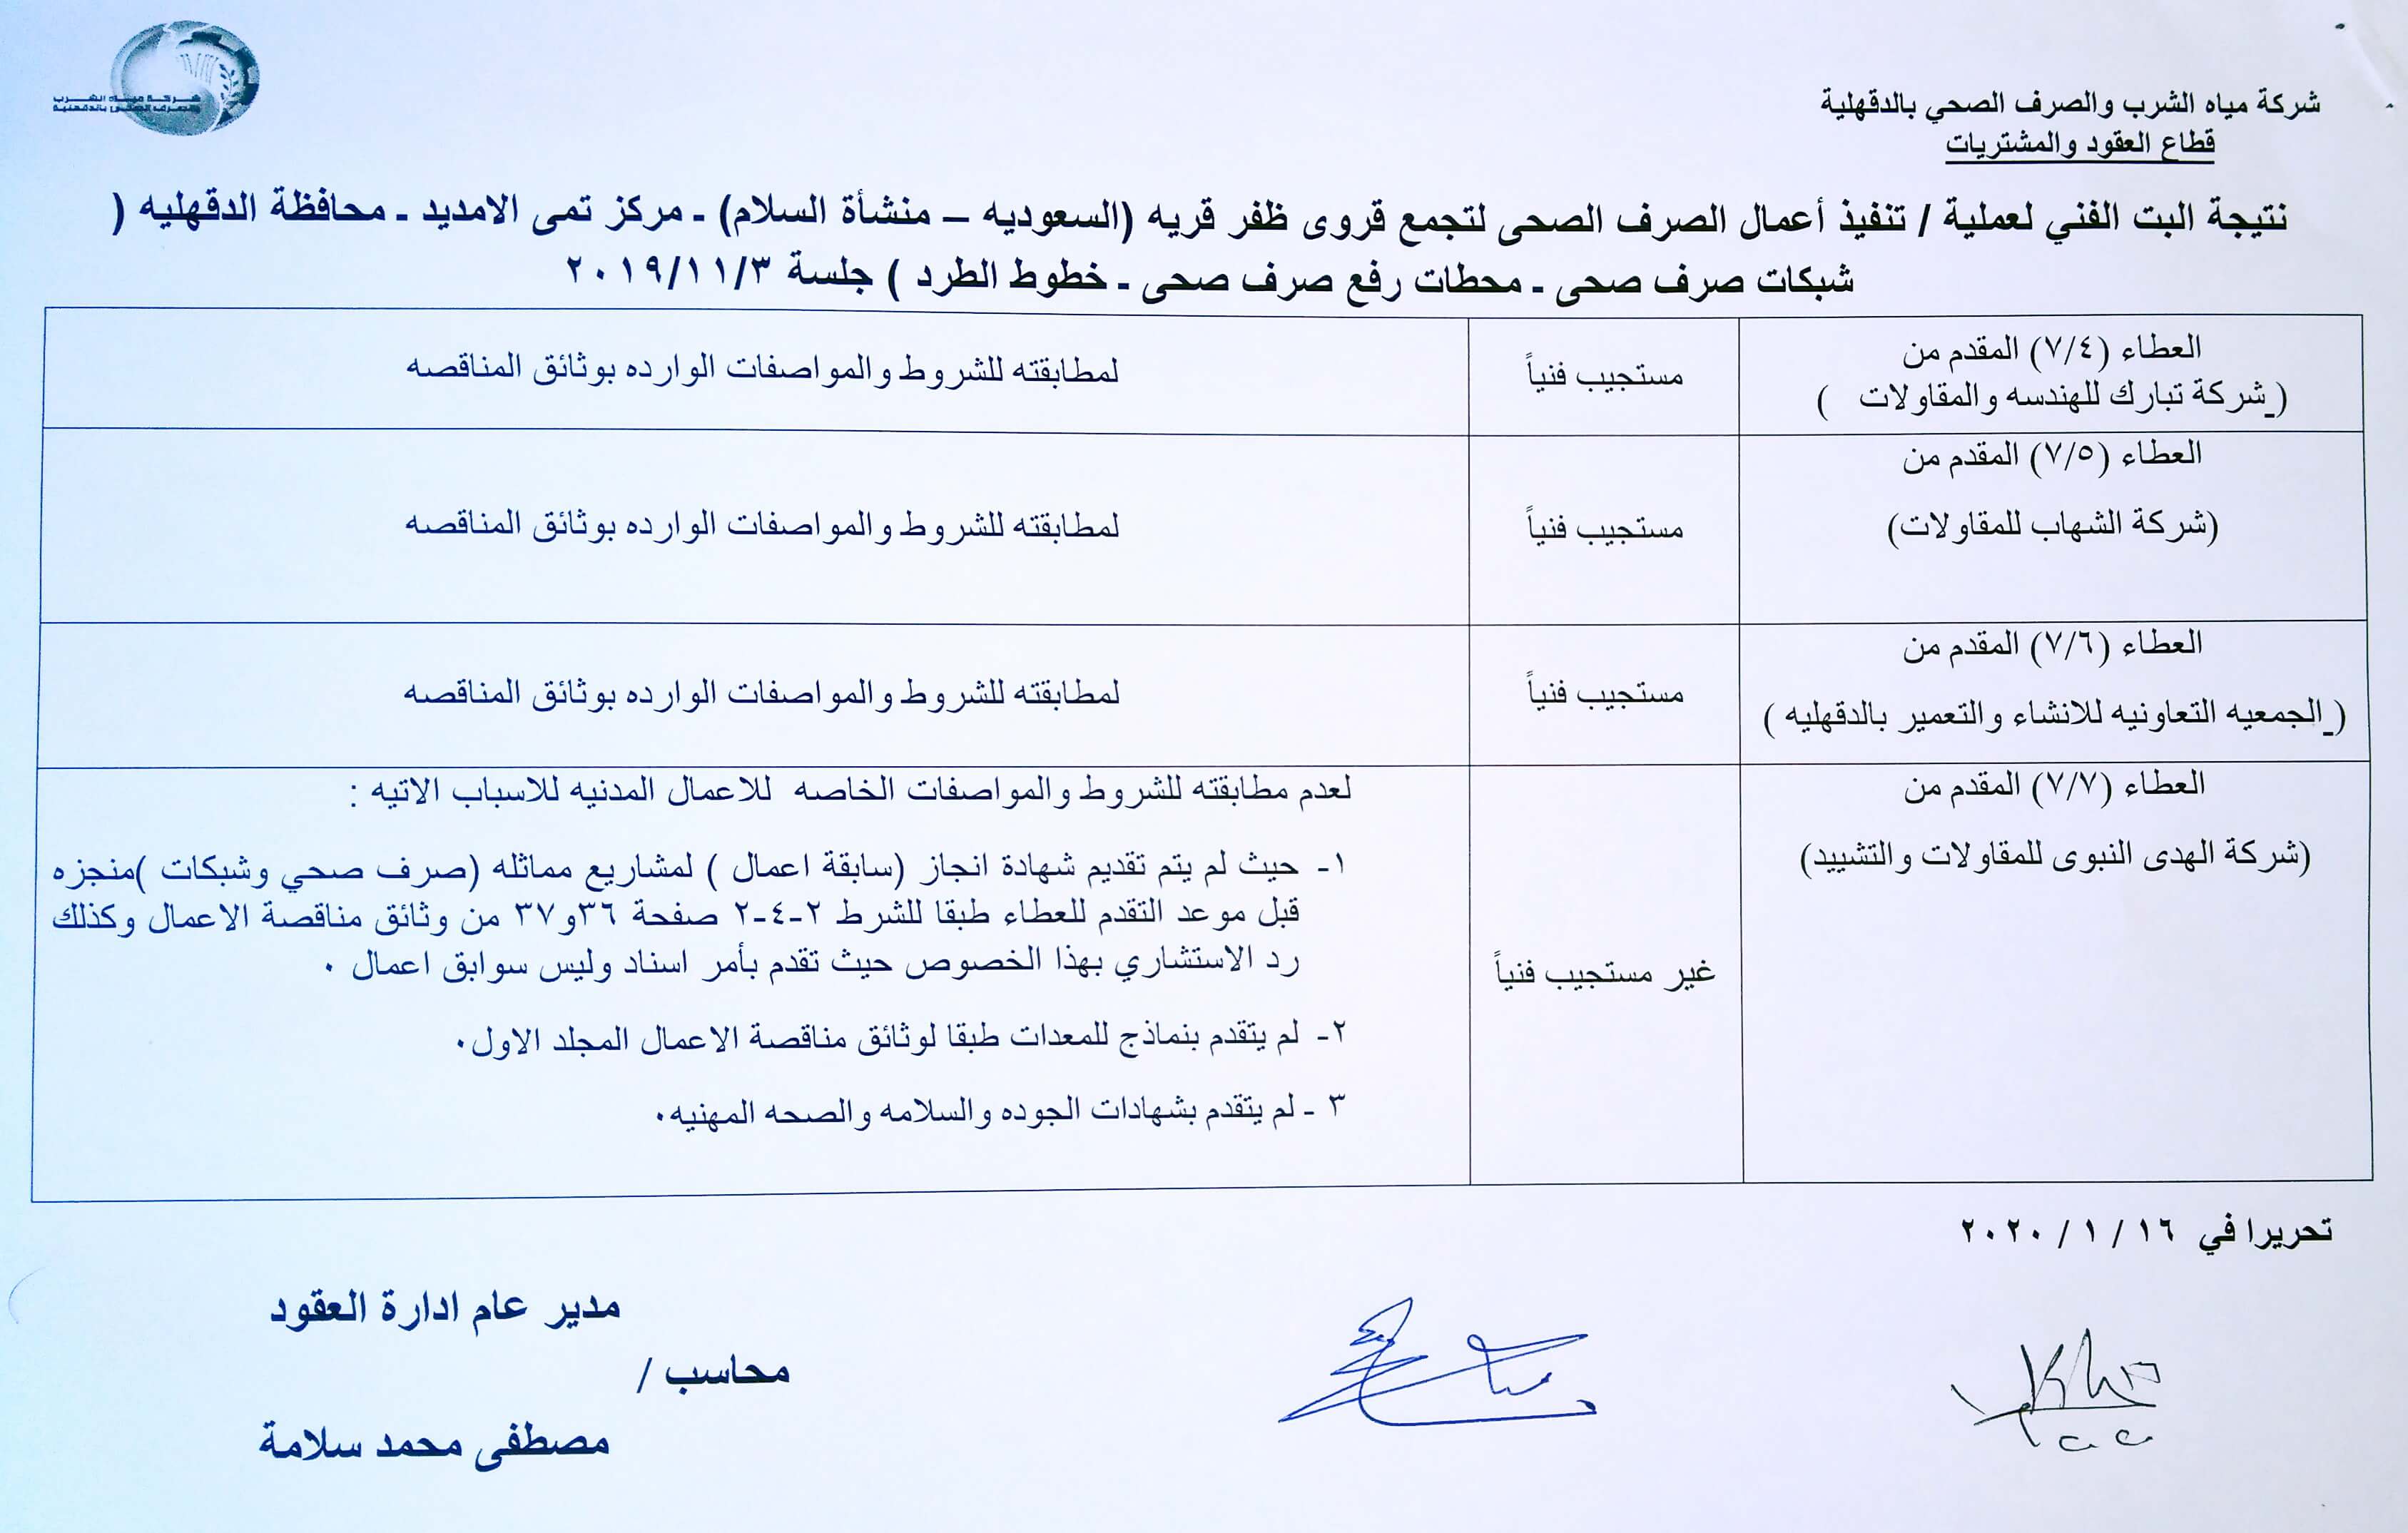 شركة مياه الشرب والصرف الصحي بالدقهلية
قطاع العقود والمشتريات
شركة مياه الشرب
والصرف الصحى بالدقهلية
نتيجة البت الفني لعملية / تنفيذ أعمال الصرف الصحى لتجمع قروى ظفر قريه (السعوديه – منشأة السلام) - مركز تمى الامديد - محافظة الدقهليه (
شبكات صرف صحى - محطات رفع صرف صحى - خطوط الطرد ) جلسة ٢٠١٩/١١/٣
العطاء (٧/٤) المقدم من
( شركة تبارك للهندسه والمقاولات )
مستجيب فنياً
لمطابقته للشروط والمواصفات الوارده بوثائق المناقصه
العطاء (٧/٥) المقدم من
(شركة الشهاب للمقاولات)
مستجيب فنياً
لمطابقته للشروط والمواصفات الوارده بوثائق المناقصه
العطاء (٧/٦) المقدم من
( الجمعيه التعاونيه للانشاء والتعمير بالدقهليه )
مستجيب فنياً
لمطابقته للشروط والمواصفات الوارده بوثائق المناقصه
العطاء (٧/٧) المقدم من
(شركة الهدى النبوى للمقاولات والتشييد)
غير مستجيب فنياً
لعدم مطابقته للشروط والمواصفات الخاصه للاعمال المدنيه للاسباب الاتيه :
١- حيث لم يتم تقديم شهادة انجاز (سابقة اعمال ) لمشاريع مماثله (صرف صحي وشبكات )منجزه
قبل موعد التقدم للعطاء طبقا للشرط ٢-٤-٢ صفحة ٣٦و٣٧ من وثائق مناقصة الاعمال وكذلك
رد الاستشاري بهذا الخصوص حيث تقدم بأمر اسناد وليس سوابق اعمال ٠
٢- لم يتقدم بنماذج للمعدات طبقا لوثائق مناقصة الاعمال المجلد الاول٠
٣ - لم يتقدم بشهادات الجوده والسلامه والصحه المهنيه٠
تحريرا في ١٦ / ١ / ٢٠٢٠
مدير عام ادارة العقود
محاسب /
مصطفى محمد سلامة